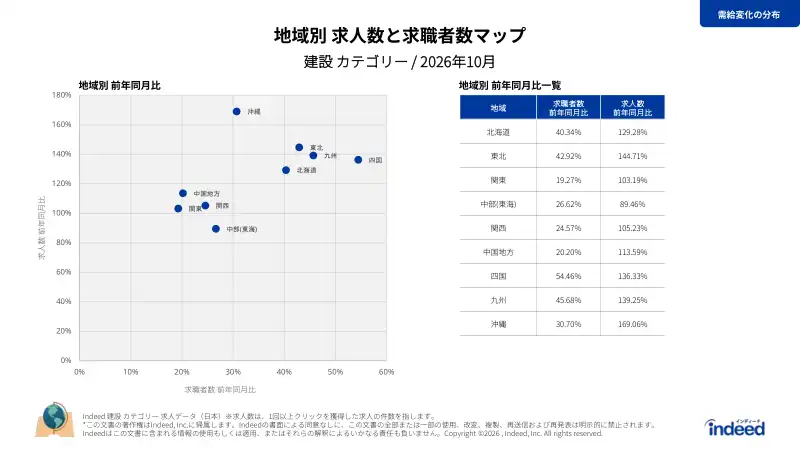 需給変化の分布
地域別 求人数と求職者数マップ
建設 カテゴリー / 2026年10月
地域別 前年同月比
180%
160%
140%
120%
100%
80%
60%
40%
20%
0%
求人数 前年同月比
沖縄
東北
九州
四国
北海道
中国地方
関東
関西
中部(東海)
0% 10% 20% 30% 40% 50% 60%
求職者数 前年同月比
地域別 前年同月比一覧
地域 求職者数 前年同月比 求人数 前年同月比
北海道 40.34% 129.28%
東北 42.92% 144.71%
関東 19.27% 103.19%
中部(東海) 26.62% 89.46%
関西 24.57% 105.23%
中国地方 20.20% 113.59%
四国 54.46% 136.33%
九州 45.68% 139.25%
沖縄 30.70% 169.06%
Indeed 建設 カテゴリー 求人データ（日本）※求人数は、1回以上クリックを獲得した求人の件数を指します。
*この文書の著作権はIndeed, Inc.に帰属します。Indeedの書面による同意なしに、この文書の全部または一部の使用、改変、複製、再送信および再発表は明示的に禁止されます。
Indeedはこの文書に含まれる情報の使用もしくは適用、またはそれらの解釈によるいかなる責任も負いません。Copyright ©2026 , Indeed, Inc. All rights reserved.
インディード
indeed